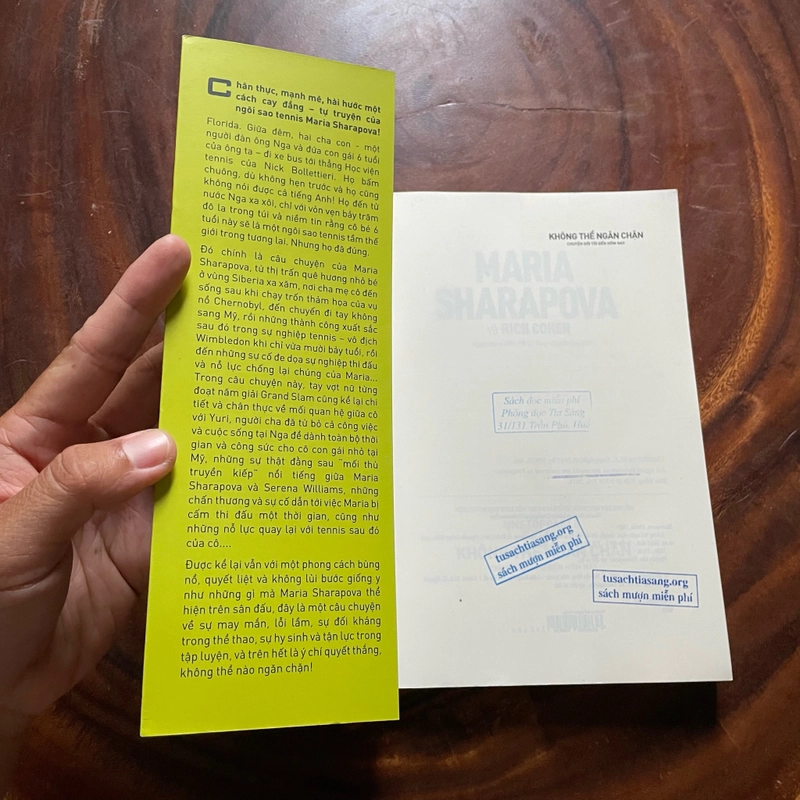 Chân thực, mạnh mẽ, hài hước một
cách cay đắng – tự truyện của
ngôi sao tennis Maria Sharapova!
Florida. Giữa đêm, hai cha con - một
người đàn ông Nga và đứa con gái 6 tuổi
của ông ta – đi xe bus tới thẳng Học viện
tennis của Nick Bollettieri. Họ bấm
chuông, dù không hẹn trước và họ cũng
không nói được cả tiếng Anh! Họ đến từ
nước Nga xa xôi, chỉ với vỏn vẹn bảy trăm
đô la trong túi và niềm tin rằng cô bé 6
tuổi này sẽ là một ngôi sao tennis tầm thế
giới trong tương lai. Nhưng họ đã đúng.
Đó chính là câu chuyện của Maria
Sharapova, từ thị trấn quê hương nhỏ bé
ở vùng Siberia xa xăm, nơi cha mẹ cô đến
sống sau khi chạy trốn thảm họa của vụ
nổ Chernobyl, đến chuyến đi tay không
sang Mỹ, rồi những thành công xuất sắc
sau đó trong sự nghiệp tennis – vô địch
Wimbledon khi chỉ vừa mười bảy tuổi, rồi
đến những sự cố đe dọa sự nghiệp thi đấu
và nỗ lực chống lại chúng của Maria...
Trong câu chuyện này, tay vợt nữ từng
đoạt năm giải Grand Slam cũng kể lại chi
tiết và chân thực về mối quan hệ giữa cô
với Yuri, người cha đã từ bỏ cả công việc
và cuộc sống tại Nga để dành toàn bộ thời
gian và công sức cho cô con gái nhỏ tại
Mỹ, những sự thật đằng sau "mối thù
truyền kiếp" nổi tiếng giữa Maria
Sharapova và Serena Williams, những
chấn thương và sự cố dẫn tới việc Maria bị
cấm thi đấu một thời gian, cũng như
những nỗ lực quay lại với tennis sau đó
của cô....
Được kể lại vẫn với một phong cách bùng
nổ, quyết liệt và không lùi bước giống y
như những gì mà Maria Sharapova thể
hiện trên sân đấu, đây là một câu chuyện
về sự may mắn, lỗi lầm, sự đối kháng
trong thể thao, sự hy sinh và tận lực trong
tập luyện, và trên hết là ý chí quyết thắng,
không thể nào ngăn chặn!
KHÔNG THỂ NGĂN CHẶN
CHUYỆN ĐỜI TÔI ĐẾN HÔM NAY
MARIA
SHARAPOVA
RICH COHEN
Sách đọc miễn phí
Phòng đọc Tia Sáng
31/131 Trần Phú, Huế
tusachtiasang.org
sách mượn miễn phí
tusachtiasang.org
sách mượn miễn phí